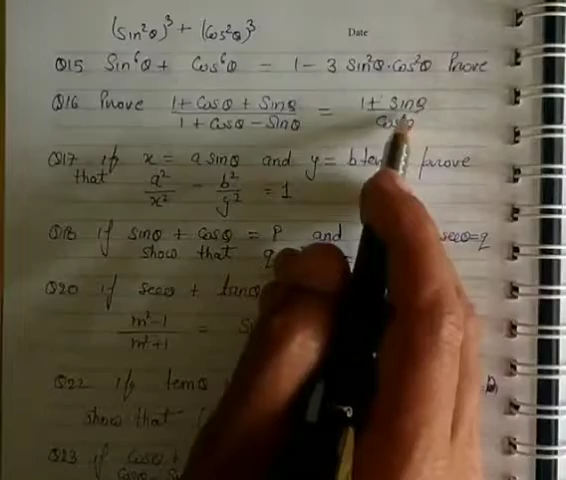 (Sin²θ)³ + (Cos²θ)³
Date
Q15 Sin⁶θ + Cos⁶θ = 1 - 3 Sin²θ.Cos²θ Prove
Q16 Prove (1 + Cosθ + Sinθ)/(1 + Cosθ - Sinθ) = (1 + Sinθ)/Cosθ
Q17 if x = a sinθ and y = b prove
that a²/x² - b²/y² = 1
Q18 if sinθ + cosθ = P and secθ = q
show that q =
Q20 if secθ + tanθ
(m² - 1)/(m² + 1) =
Q22 if
show that (
Q23 if Cosθ +
Cosθ -